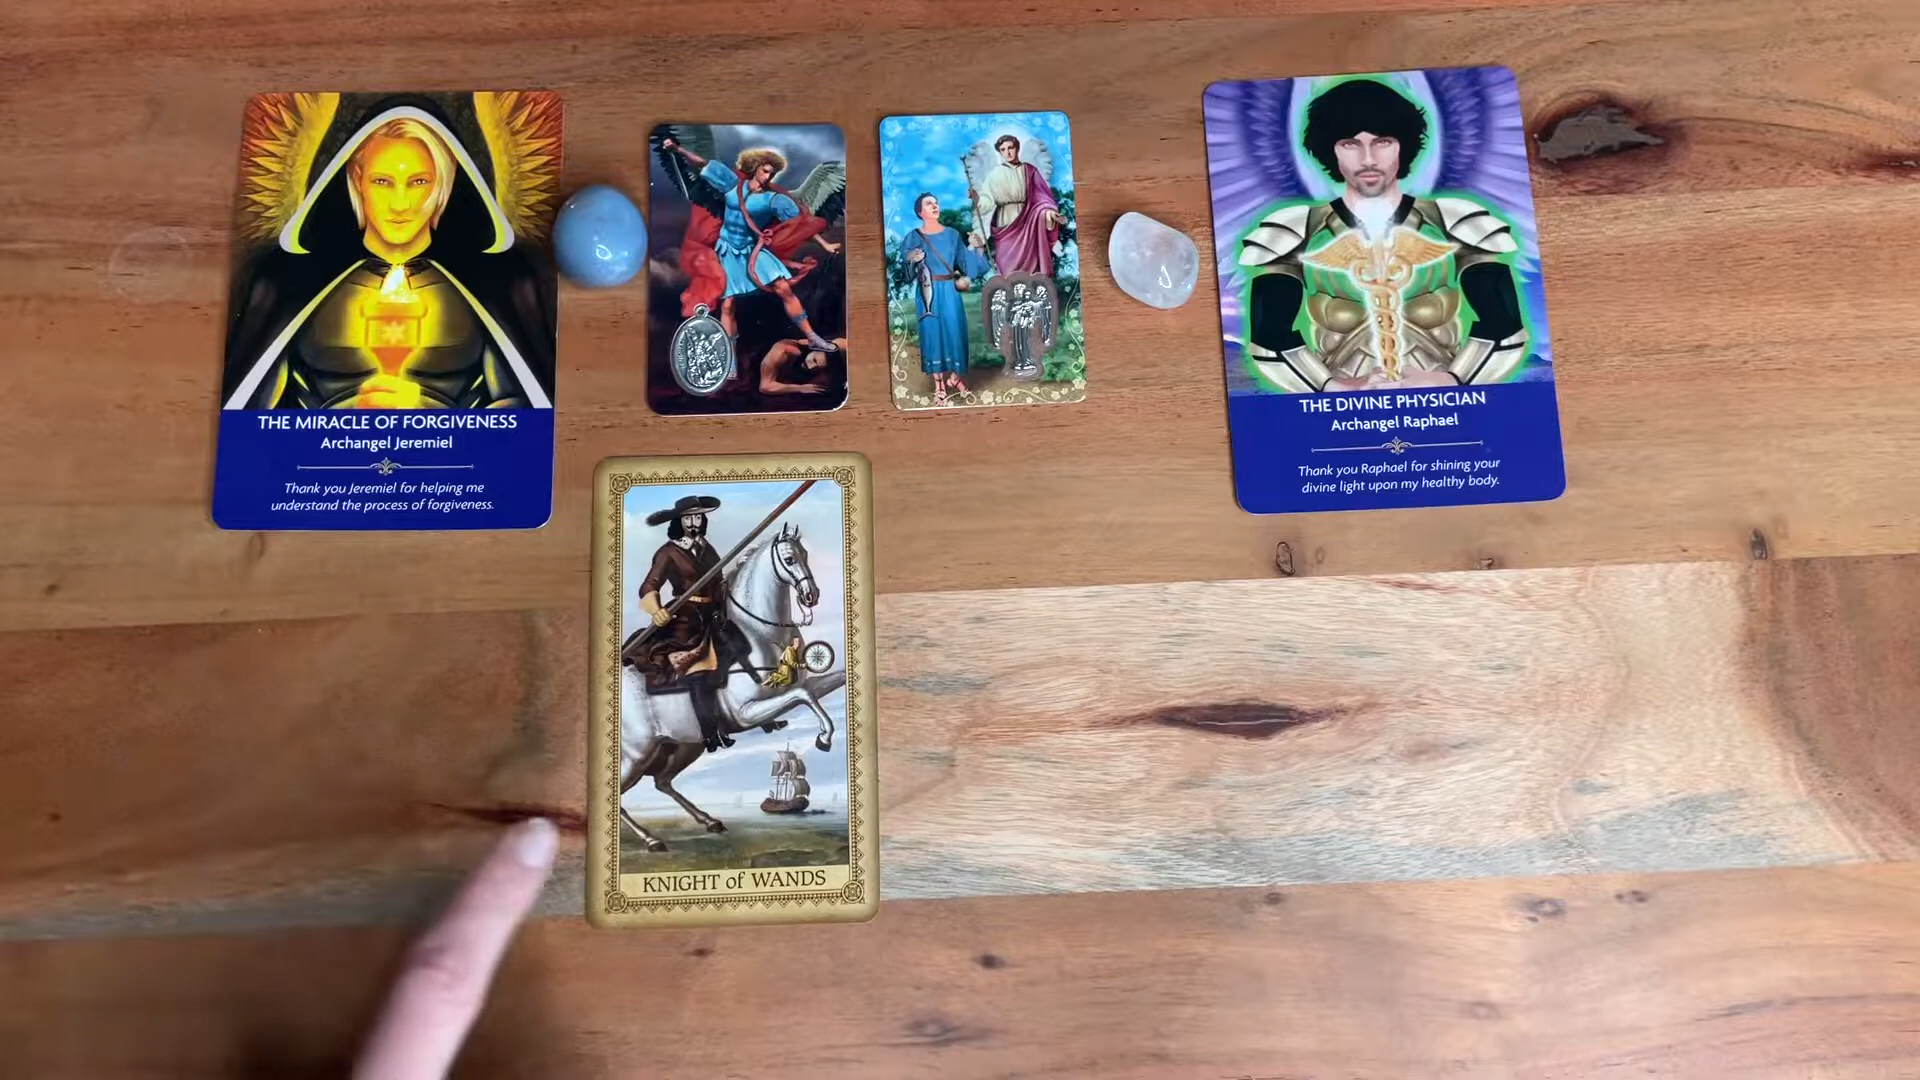 THE MIRACLE OF FORGIVENESS
Archangel Jeremiel
Thank you Jeremiel for helping me
understand the process of forgiveness.
THE DIVINE PHYSICIAN
Archangel Raphael
Thank you Raphael for shining your
divine light upon my healthy body.
KNIGHT of WANDS